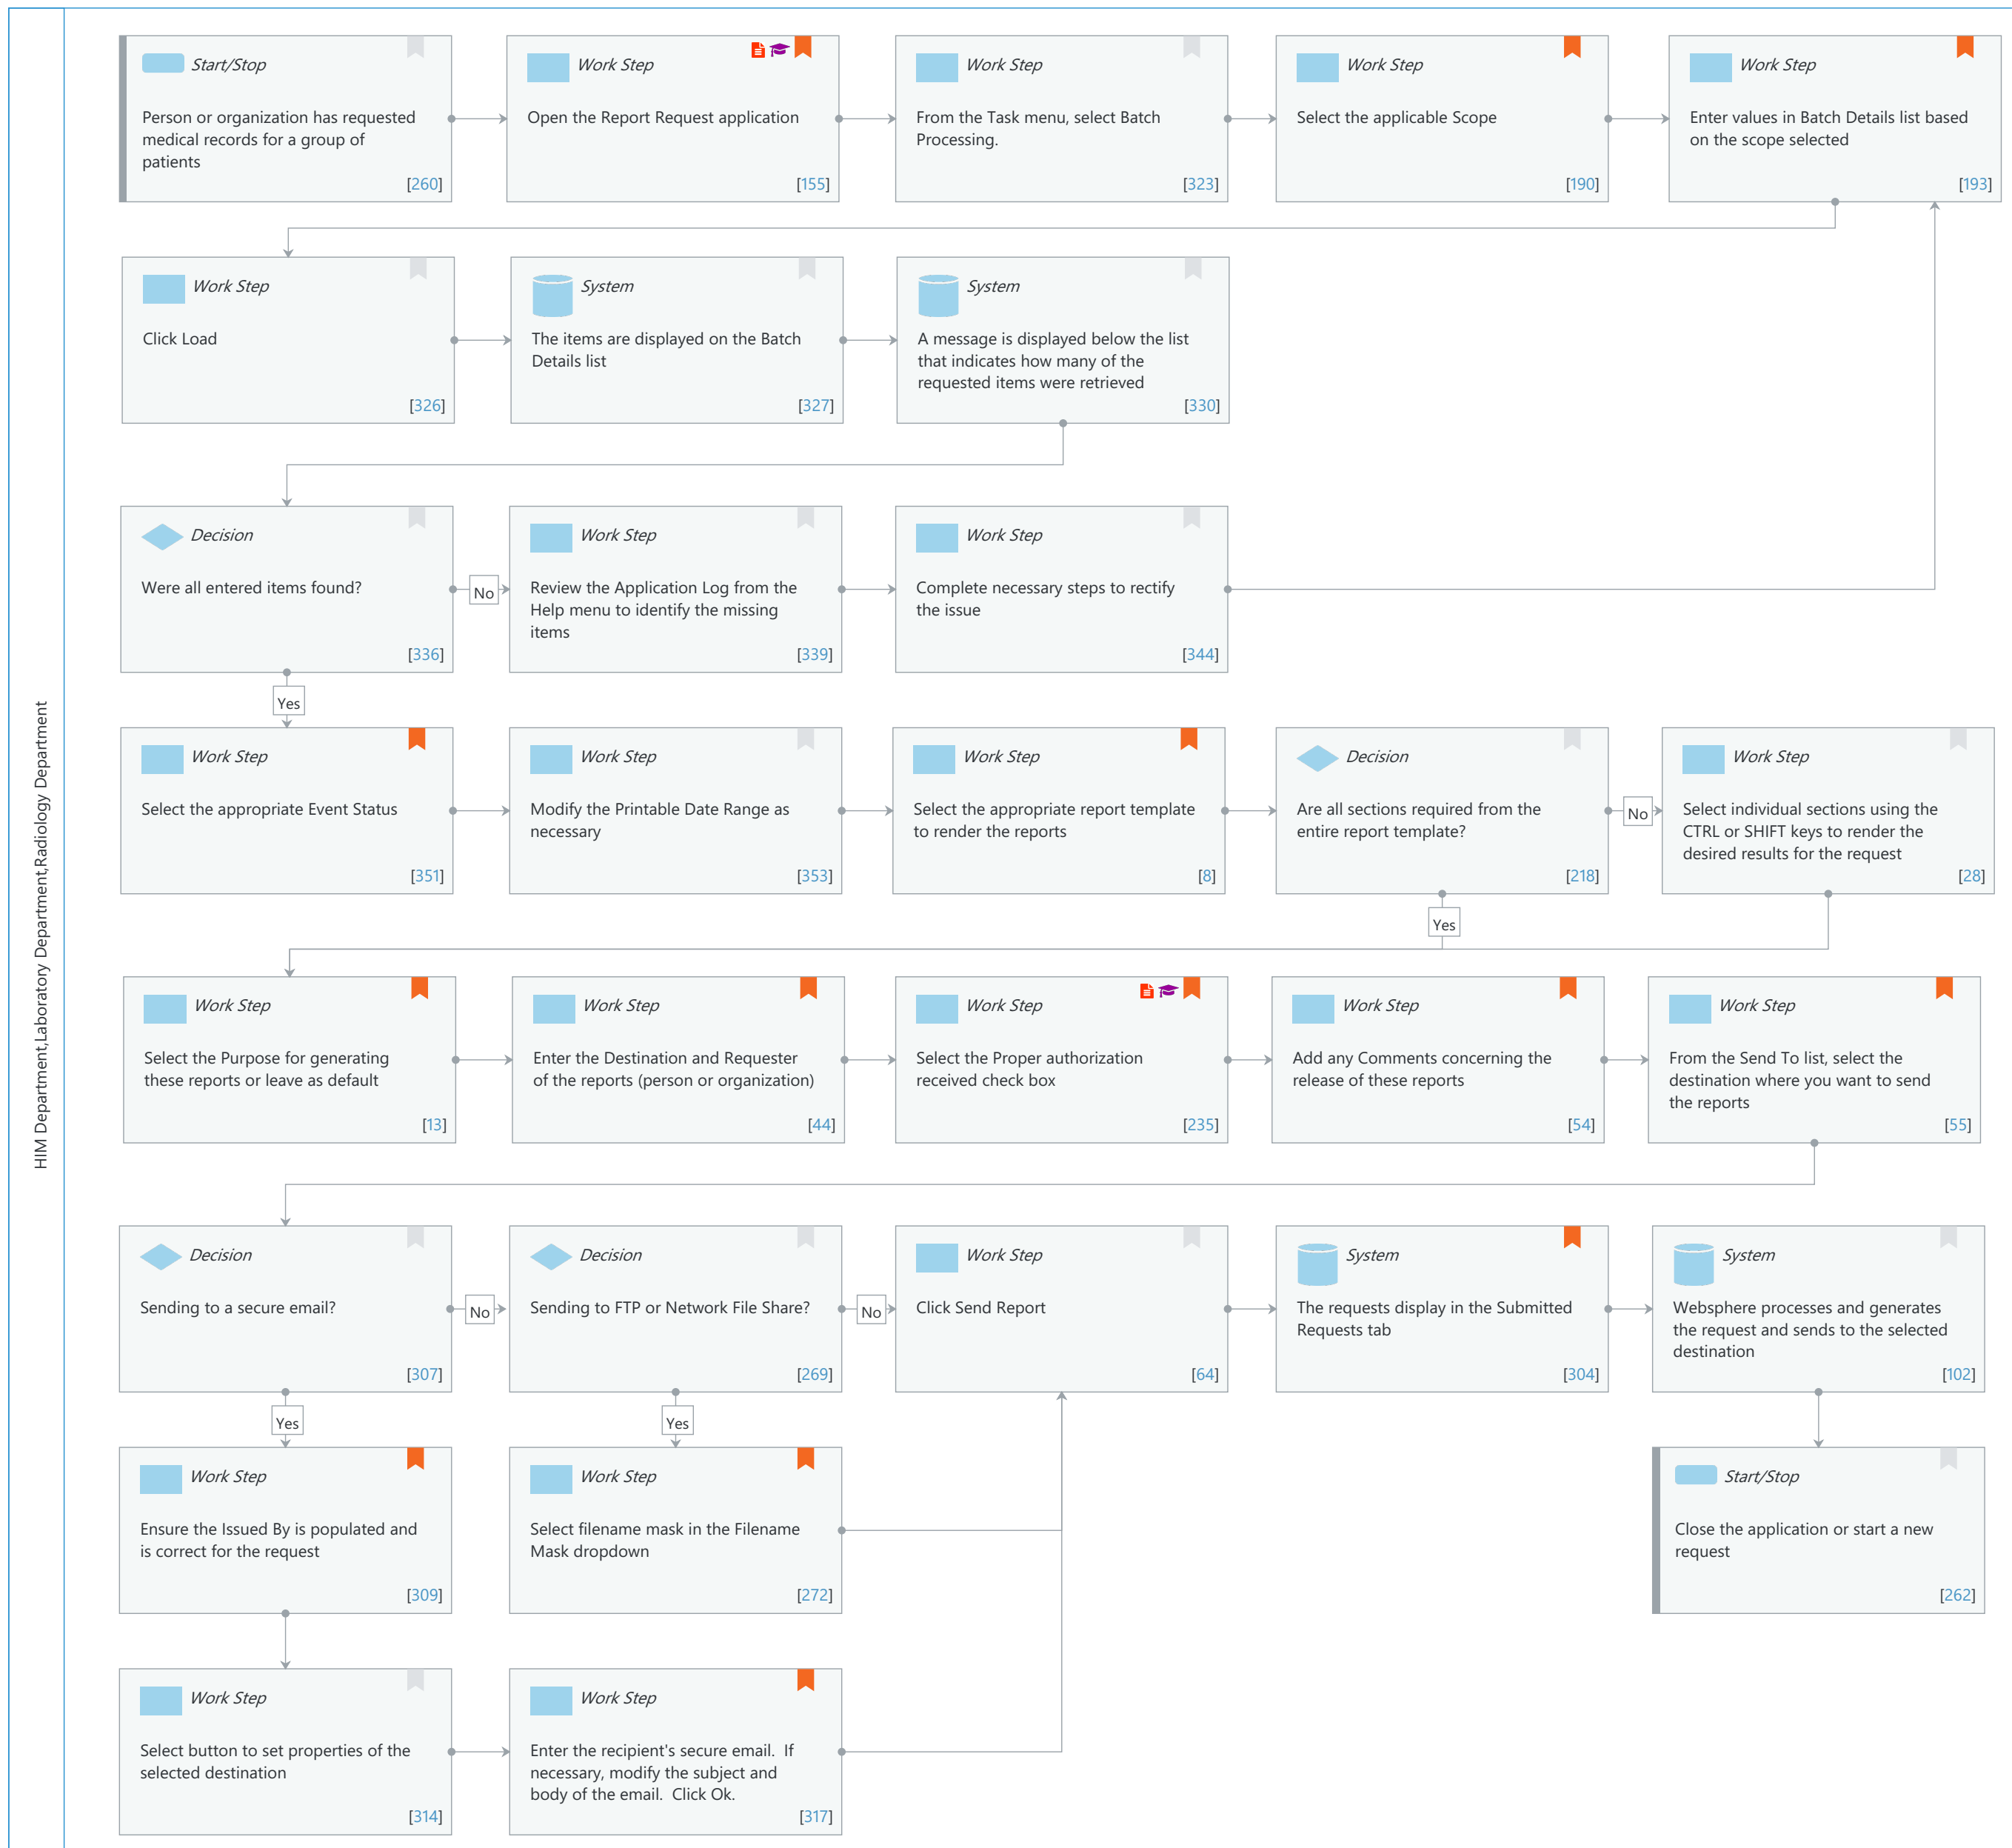 HIM Department,Laboratory Department,Radiology Department
Start/Stop
Person or organization has requested
medical records for a group of
patients
[260]
Work Step
Open the Report Request application
[155]
Work Step
From the Task menu, select Batch
Processing.
[323]
Work Step
Select the applicable Scope
[190]
Work Step
Enter values in Batch Details list based
on the scope selected
[193]
Work Step
Click Load
[326]
System
The items are displayed on the Batch
Details list
[327]
System
A message is displayed below the list
that indicates how many of the
requested items were retrieved
[330]
Decision
Were all entered items found?
[336]
No
Work Step
Review the Application Log from the
Help menu to identify the missing
items
[339]
Work Step
Complete necessary steps to rectify
the issue
[344]
Yes
Work Step
Select the appropriate Event Status
[351]
Work Step
Modify the Printable Date Range as
necessary
[353]
Work Step
Select the appropriate report template
to render the reports
[8]
Decision
Are all sections required from the
entire report template?
[218]
No
Work Step
Select individual sections using the
CTRL or SHIFT keys to render the
desired results for the request
[28]
Yes
Work Step
Select the Purpose for generating
these reports or leave as default
[13]
Work Step
Enter the Destination and Requester
of the reports (person or organization)
[44]
Work Step
Select the Proper authorization
received check box
[235]
Work Step
Add any Comments concerning the
release of these reports
[54]
Work Step
From the Send To list, select the
destination where you want to send
the reports
[55]
Decision
Sending to a secure email?
[307]
No
Decision
Sending to FTP or Network File Share?
[269]
No
Work Step
Click Send Report
[64]
System
The requests display in the Submitted
Requests tab
[304]
System
Websphere processes and generates
the request and sends to the selected
destination
[102]
Yes
Yes
Work Step
Ensure the Issued By is populated and
is correct for the request
[309]
Work Step
Select filename mask in the Filename
Mask dropdown
[272]
Start/Stop
Close the application or start a new
request
[262]
Work Step
Select button to set properties of the
selected destination
[314]
Work Step
Enter the recipient's secure email.  If
necessary, modify the subject and
body of the email.  Click Ok.
[317]